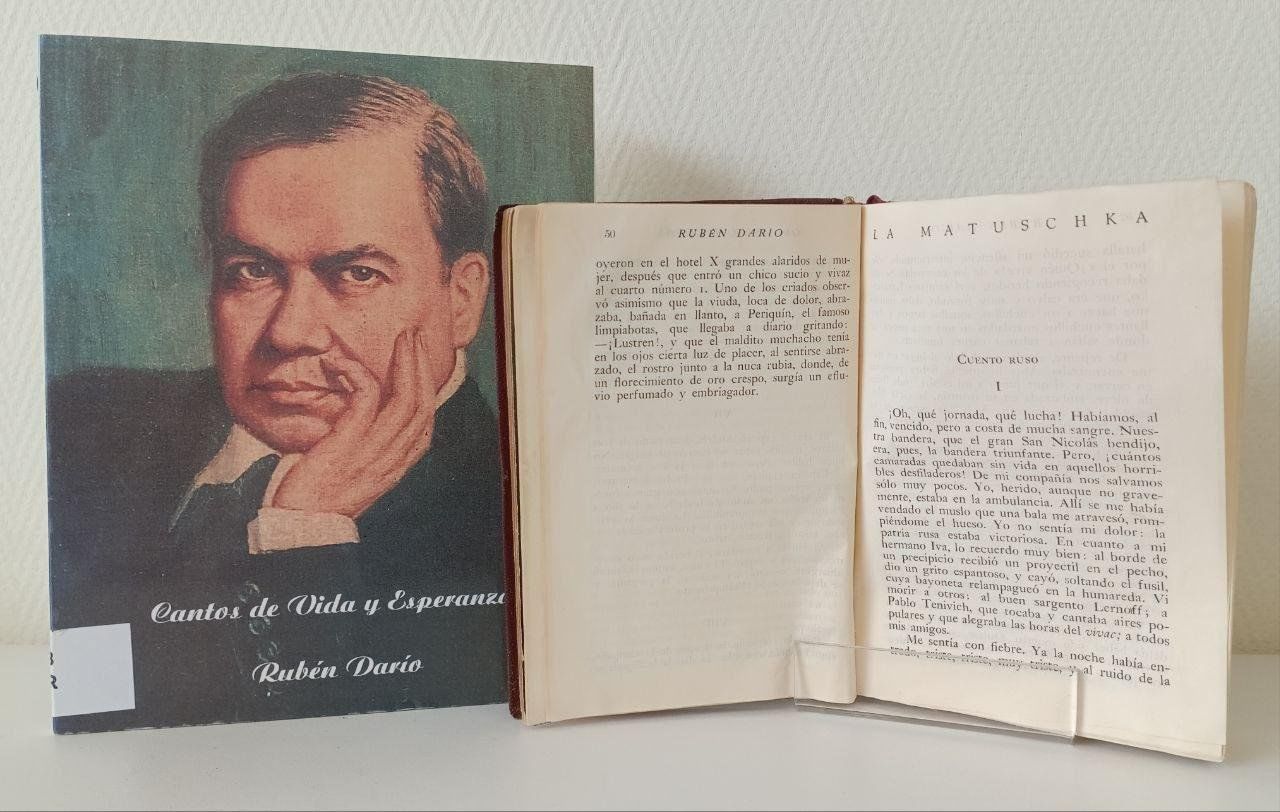 Cantos de Vida y Esperanza
Rubén Darío
B
R
50 RUBÉN DARÍO
oyeron en el hotel X grandes alaridos de mu-
jer, después que entró un chico sucio y vivaz
al cuarto número 1. Uno de los criados obser-
vó asimismo que la viuda, loca de dolor, abra-
zaba, bañada en llanto, a Periquín, el famoso
limpiabotas, que llegaba a diario gritando:
—¡Lustren!, y que el maldito muchacho tenía
en los ojos cierta luz de placer, al sentirse abra-
zado, el rostro junto a la nuca rubia, donde, de
un florecimiento de oro crespo, surgía un eflu-
vio perfumado y embriagador.
LA MATUSCHKA
CUENTO RUSO
I
¡Oh, qué jornada, qué lucha! Habíamos, al
fin, vencido, pero a costa de mucha sangre. Nues-
tra bandera, que el gran San Nicolás bendijo,
era, pues, la bandera triunfante. Pero, ¡cuántos
camaradas quedaban sin vida en aquellos horri-
bles desfiladeros! De mi compañía nos salvamos
sólo muy pocos. Yo, herido, aunque no grave-
mente, estaba en la ambulancia. Allí se me había
vendado el muslo que una bala me atravesó, rom-
piéndome el hueso. Yo no sentía mi dolor: la
patria rusa estaba victoriosa. En cuanto a mi
hermano Iva, lo recuerdo muy bien: al borde de
un precipicio recibió un proyectil en el pecho,
dio un grito espantoso, y cayó, soltando el fusil,
cuya bayoneta relampagueó en la humareda. Vi
morir a otros: al buen sargento Lernoff; a
Pablo Tenivich, que tocaba y cantaba aires po-
pulares y que alegraba las horas del vivac; a todos
mis amigos.
Me sentía con fiebre. Ya la noche había en-
trado, triste, triste, muy triste, y al ruido de la